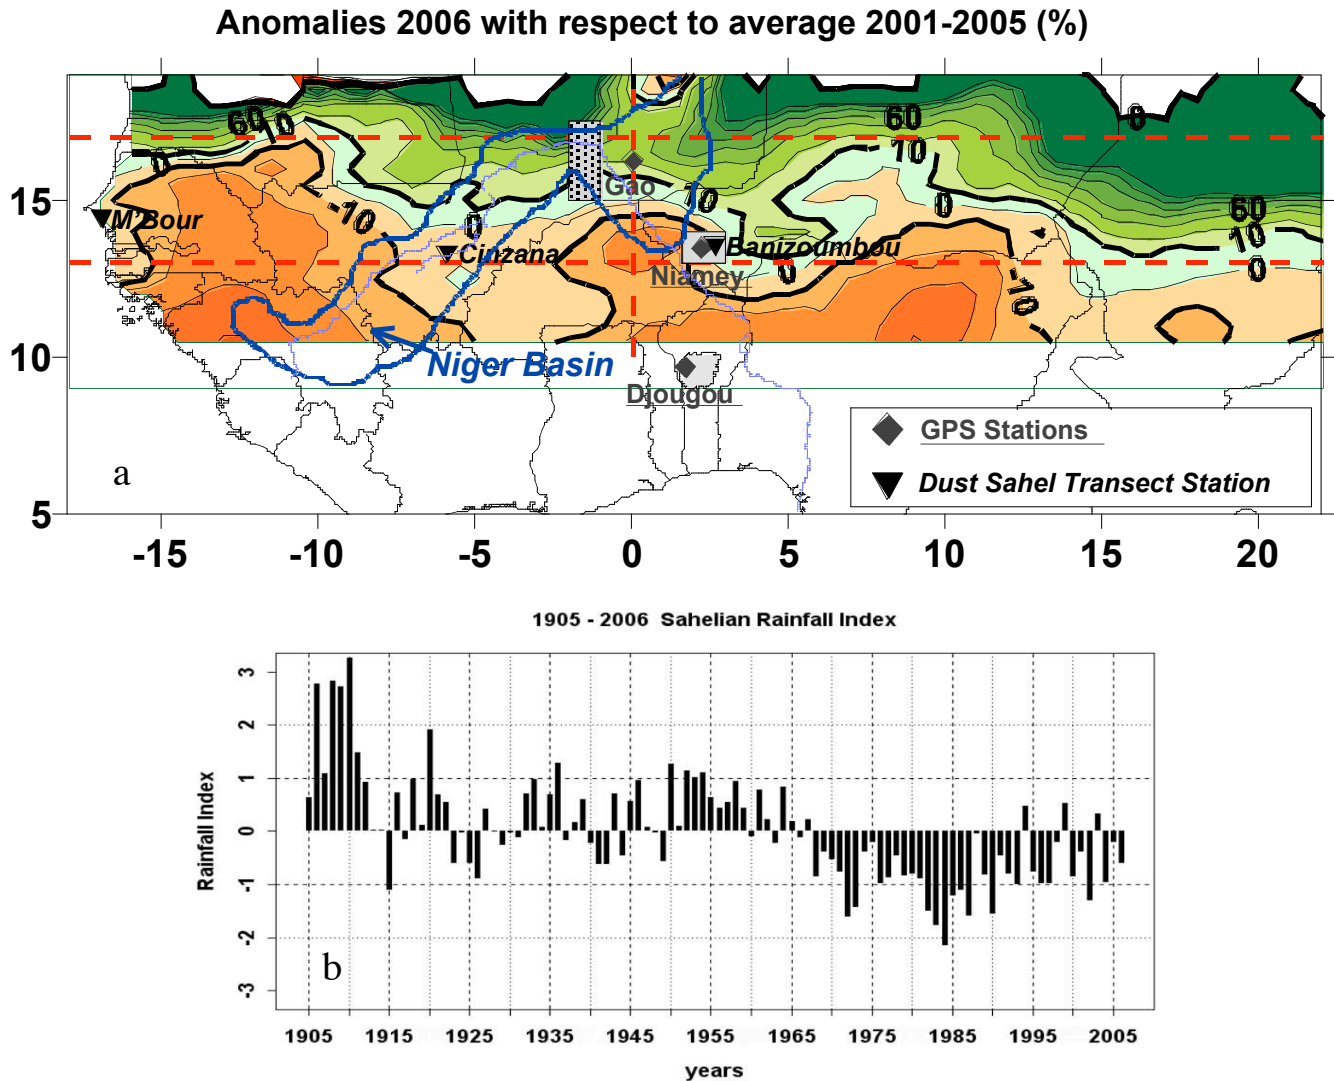 Anomalies 2006 with respect to average 2001-2005 (%)
60 10 60 0
0 10
15 M'Bour -10 0 Gao 10 0 60
Cinzana Banizoumbou 10
Niamey 0 -10 0
10 Niger Basin
Djougou
GPS Stations
a
Dust Sahel Transect Station
5
-15 -10 -5 0 5 10 15 20
1905 - 2006 Sahelian Rainfall Index
3
2
1
0
-1
-2
-3
Rainfall Index
b
1905 1915 1925 1935 1945 1955 1965 1975 1985 1995 2005
years